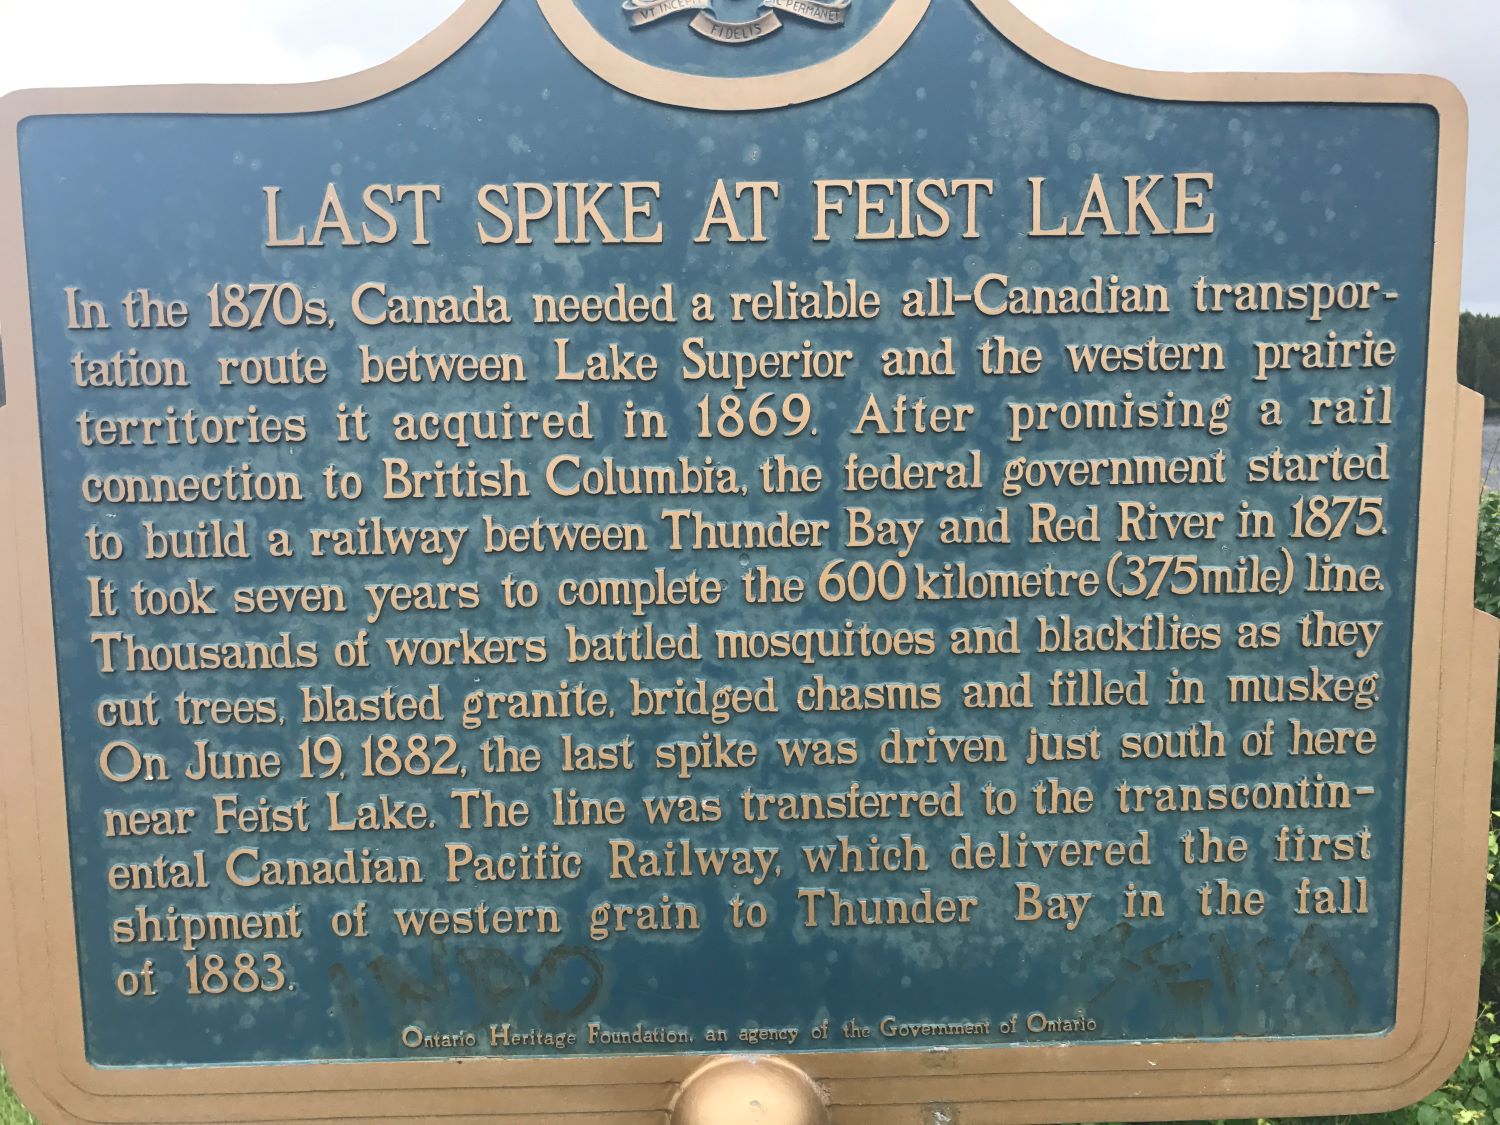 VT INCEPIT SIC PERMANET
FIDELIS
LAST SPIKE AT FEIST LAKE
In the 1870s, Canada needed a reliable all-Canadian transpor-
tation route between Lake Superior and the western prairie
territories it acquired in 1869. After promising a rail
connection to British Columbia, the federal government started
to build a railway between Thunder Bay and Red River in 1875.
It took seven years to complete the 600 kilometre (375 mile) line.
Thousands of workers battled mosquitoes and blackflies as they
cut trees, blasted granite, bridged chasms and filled in muskeg.
On June 19, 1882, the last spike was driven just south of here
near Feist Lake. The line was transferred to the transcontin-
ental Canadian Pacific Railway, which delivered the first
shipment of western grain to Thunder Bay in the fall
of 1883.
Ontario Heritage Foundation, an agency of the Government of Ontario